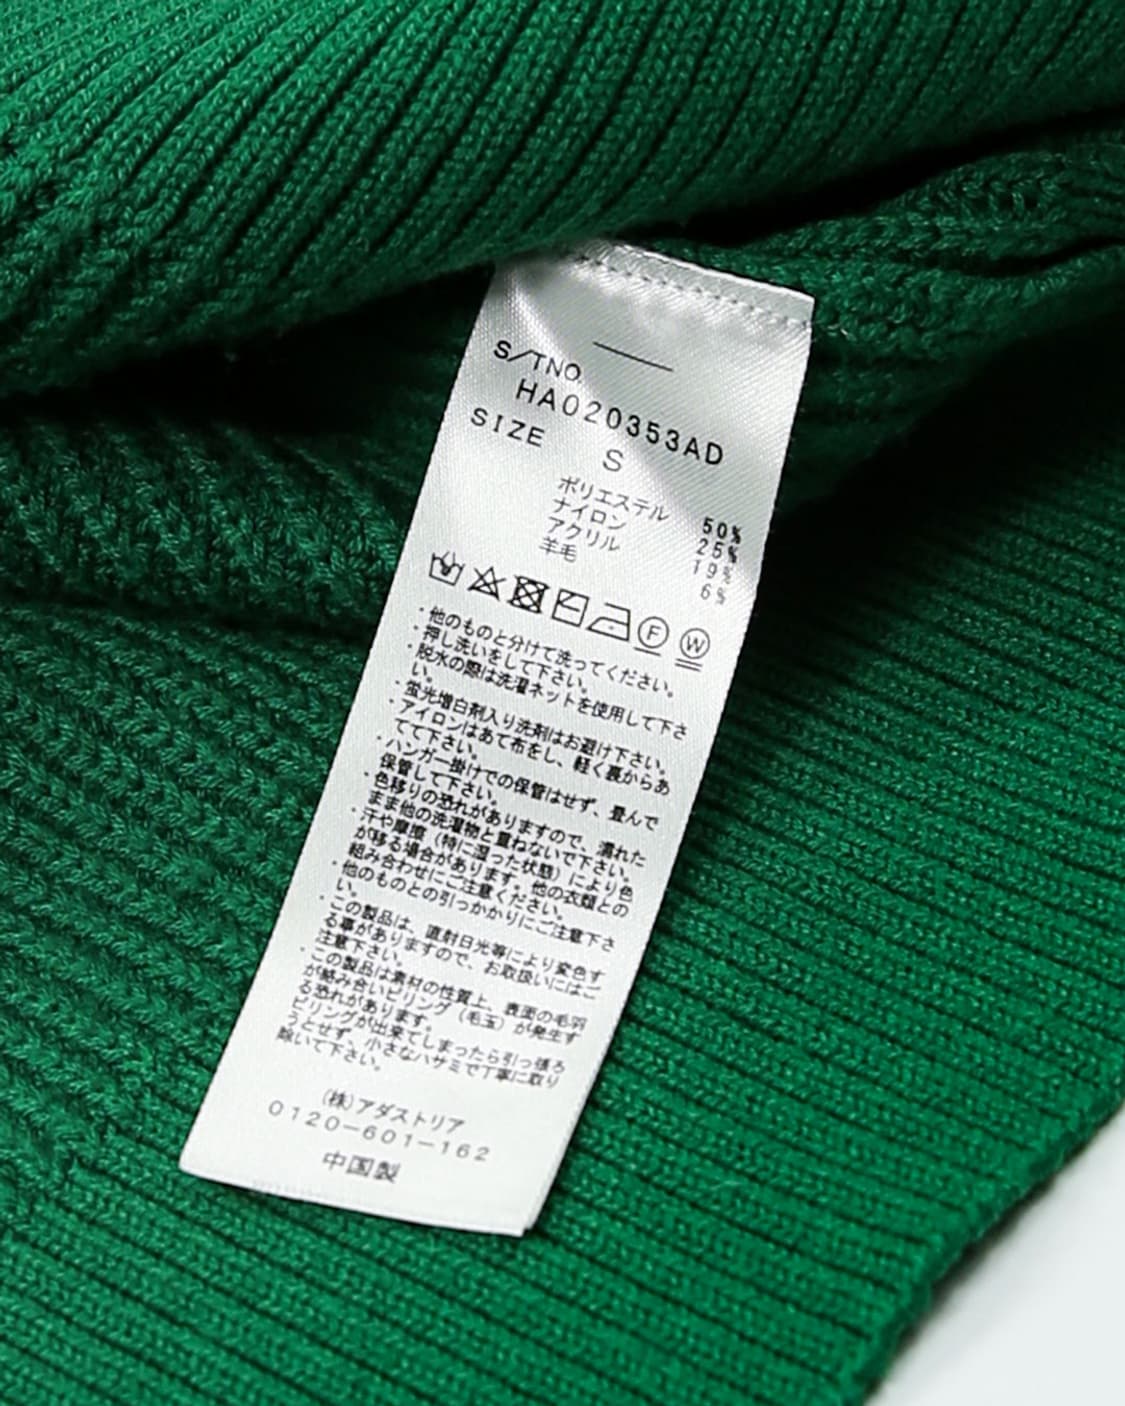 S/TNO
HA020353AD
SIZE
S
ポリエステル 50%
ナイロン 25%
アクリル 19%
羊毛 6%
F W
・他のものと分けて洗ってください。
・押し洗いをして下さい。
・脱水の際は洗濯ネットを使用して下さ
い。
・蛍光増白剤入り洗剤はお避け下さい。
・アイロンはあて布をし、軽く裏からあ
てて下さい。
・ハンガー掛けでの保管はせず、畳んで
保管して下さい。
・色移りの恐れがありますので、濡れた
まま他の洗濯物と重ねないで下さい。
・汗や摩擦（特に湿った状態）により色
が移る場合があります。他の衣類との
組み合わせにご注意ください。
・他のものとの引っかかりにご注意下さ
い。
・この製品は、直射日光等により変色す
る事がありますので、お取扱いにはご
注意下さい。
・この製品は素材の性質上、表面の毛羽
が絡み合いピリング（毛玉）が発生す
る恐れがあります。
ピリングが出来てしまったら引っ張ろ
うとせず、小さなハサミで丁寧に取り
除いて下さい。
(株)アダストリア
0120-601-162
中国製